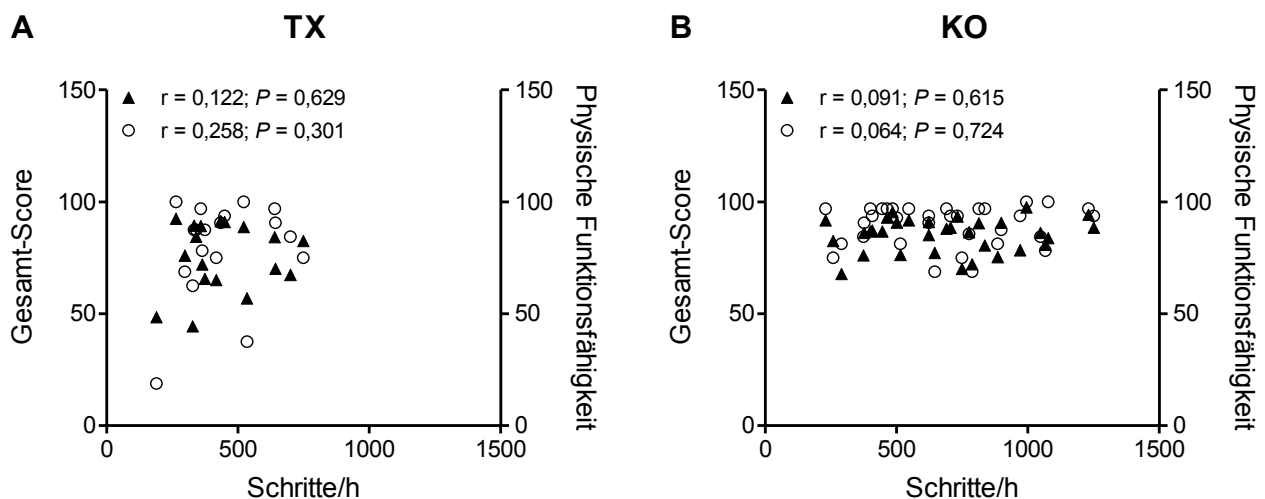 A TX
150 150
r = 0,122; P = 0,629
r = 0,258; P = 0,301
100 100
50 50
0 0
0 500 1000 1500
Gesamt-Score
Physische Funktionsfähigkeit
Schritte/h
B KO
150 150
r = 0,091; P = 0,615
r = 0,064; P = 0,724
100 100
50 50
0 0
0 500 1000 1500
Gesamt-Score
Physische Funktionsfähigkeit
Schritte/h